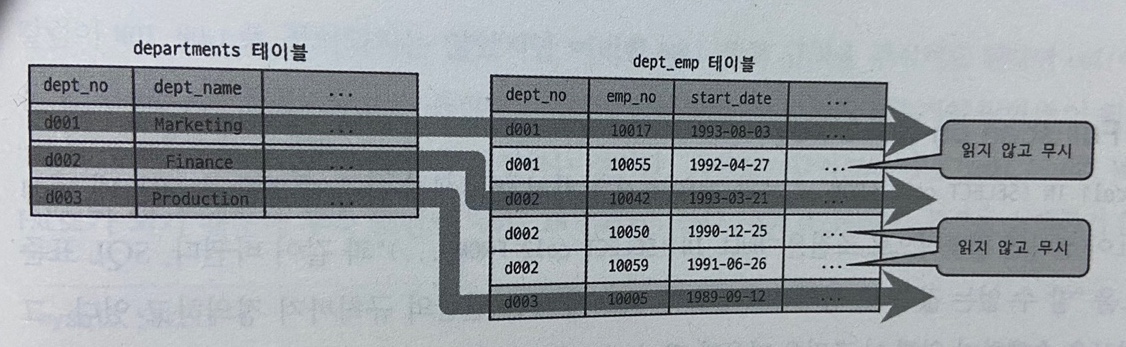 departments 테이블
dept_no dept_name ...
d001 Marketing ...
d002 Finance ...
d003 Production ...
dept_emp 테이블
dept_no emp_no start_date ...
d001 10017 1993-08-03 ...
d001 10055 1992-04-27 ...
d002 10042 1993-03-21 ...
d002 10050 1990-12-25 ...
d002 10059 1991-06-26 ...
d003 10005 1989-09-12 ...
읽지 않고 무시
읽지 않고 무시